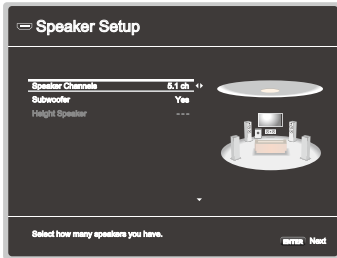 Speaker Setup
Speaker Channels 5.1 ch
Subwoofer Yes
Height Speaker ---
Select how many speakers you have.
ENTER Next